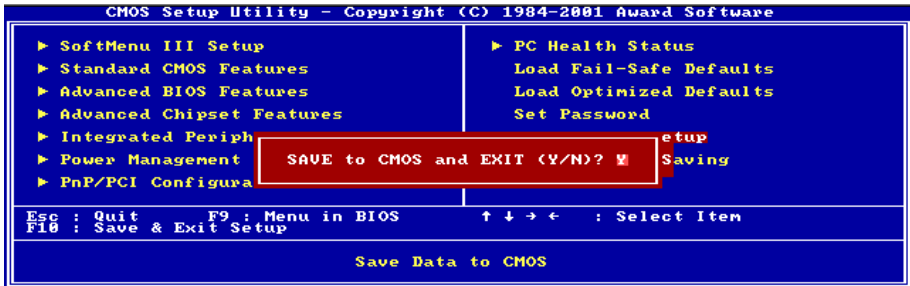 CMOS Setup Utility - Copyright (C) 1984-2001 Award Software
► SoftMenu III Setup
► Standard CMOS Features
► Advanced BIOS Features
► Advanced Chipset Features
► Integrated Periph
► Power Management
► PnP/PCI Configura
► PC Health Status
Load Fail-Safe Defaults
Load Optimized Defaults
Set Password
etup
Saving
SAVE to CMOS and EXIT (Y/N)? Y
Esc : Quit F9 : Menu in BIOS ↑ ↓ → ← : Select Item
F10 : Save & Exit Setup
Save Data to CMOS